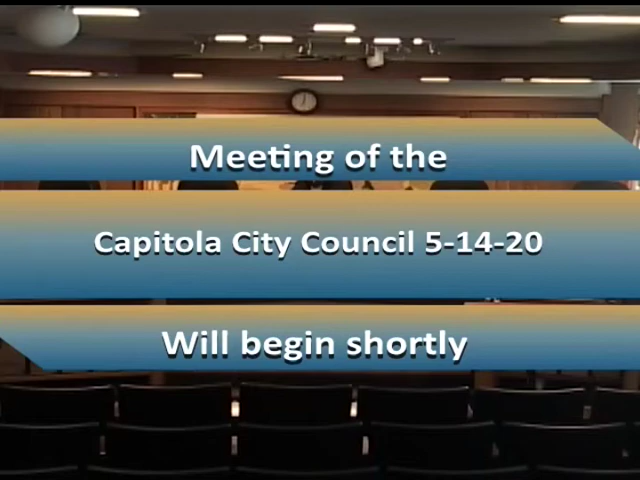 Meeting of the
Capitola City Council 5-14-20
Will begin shortly